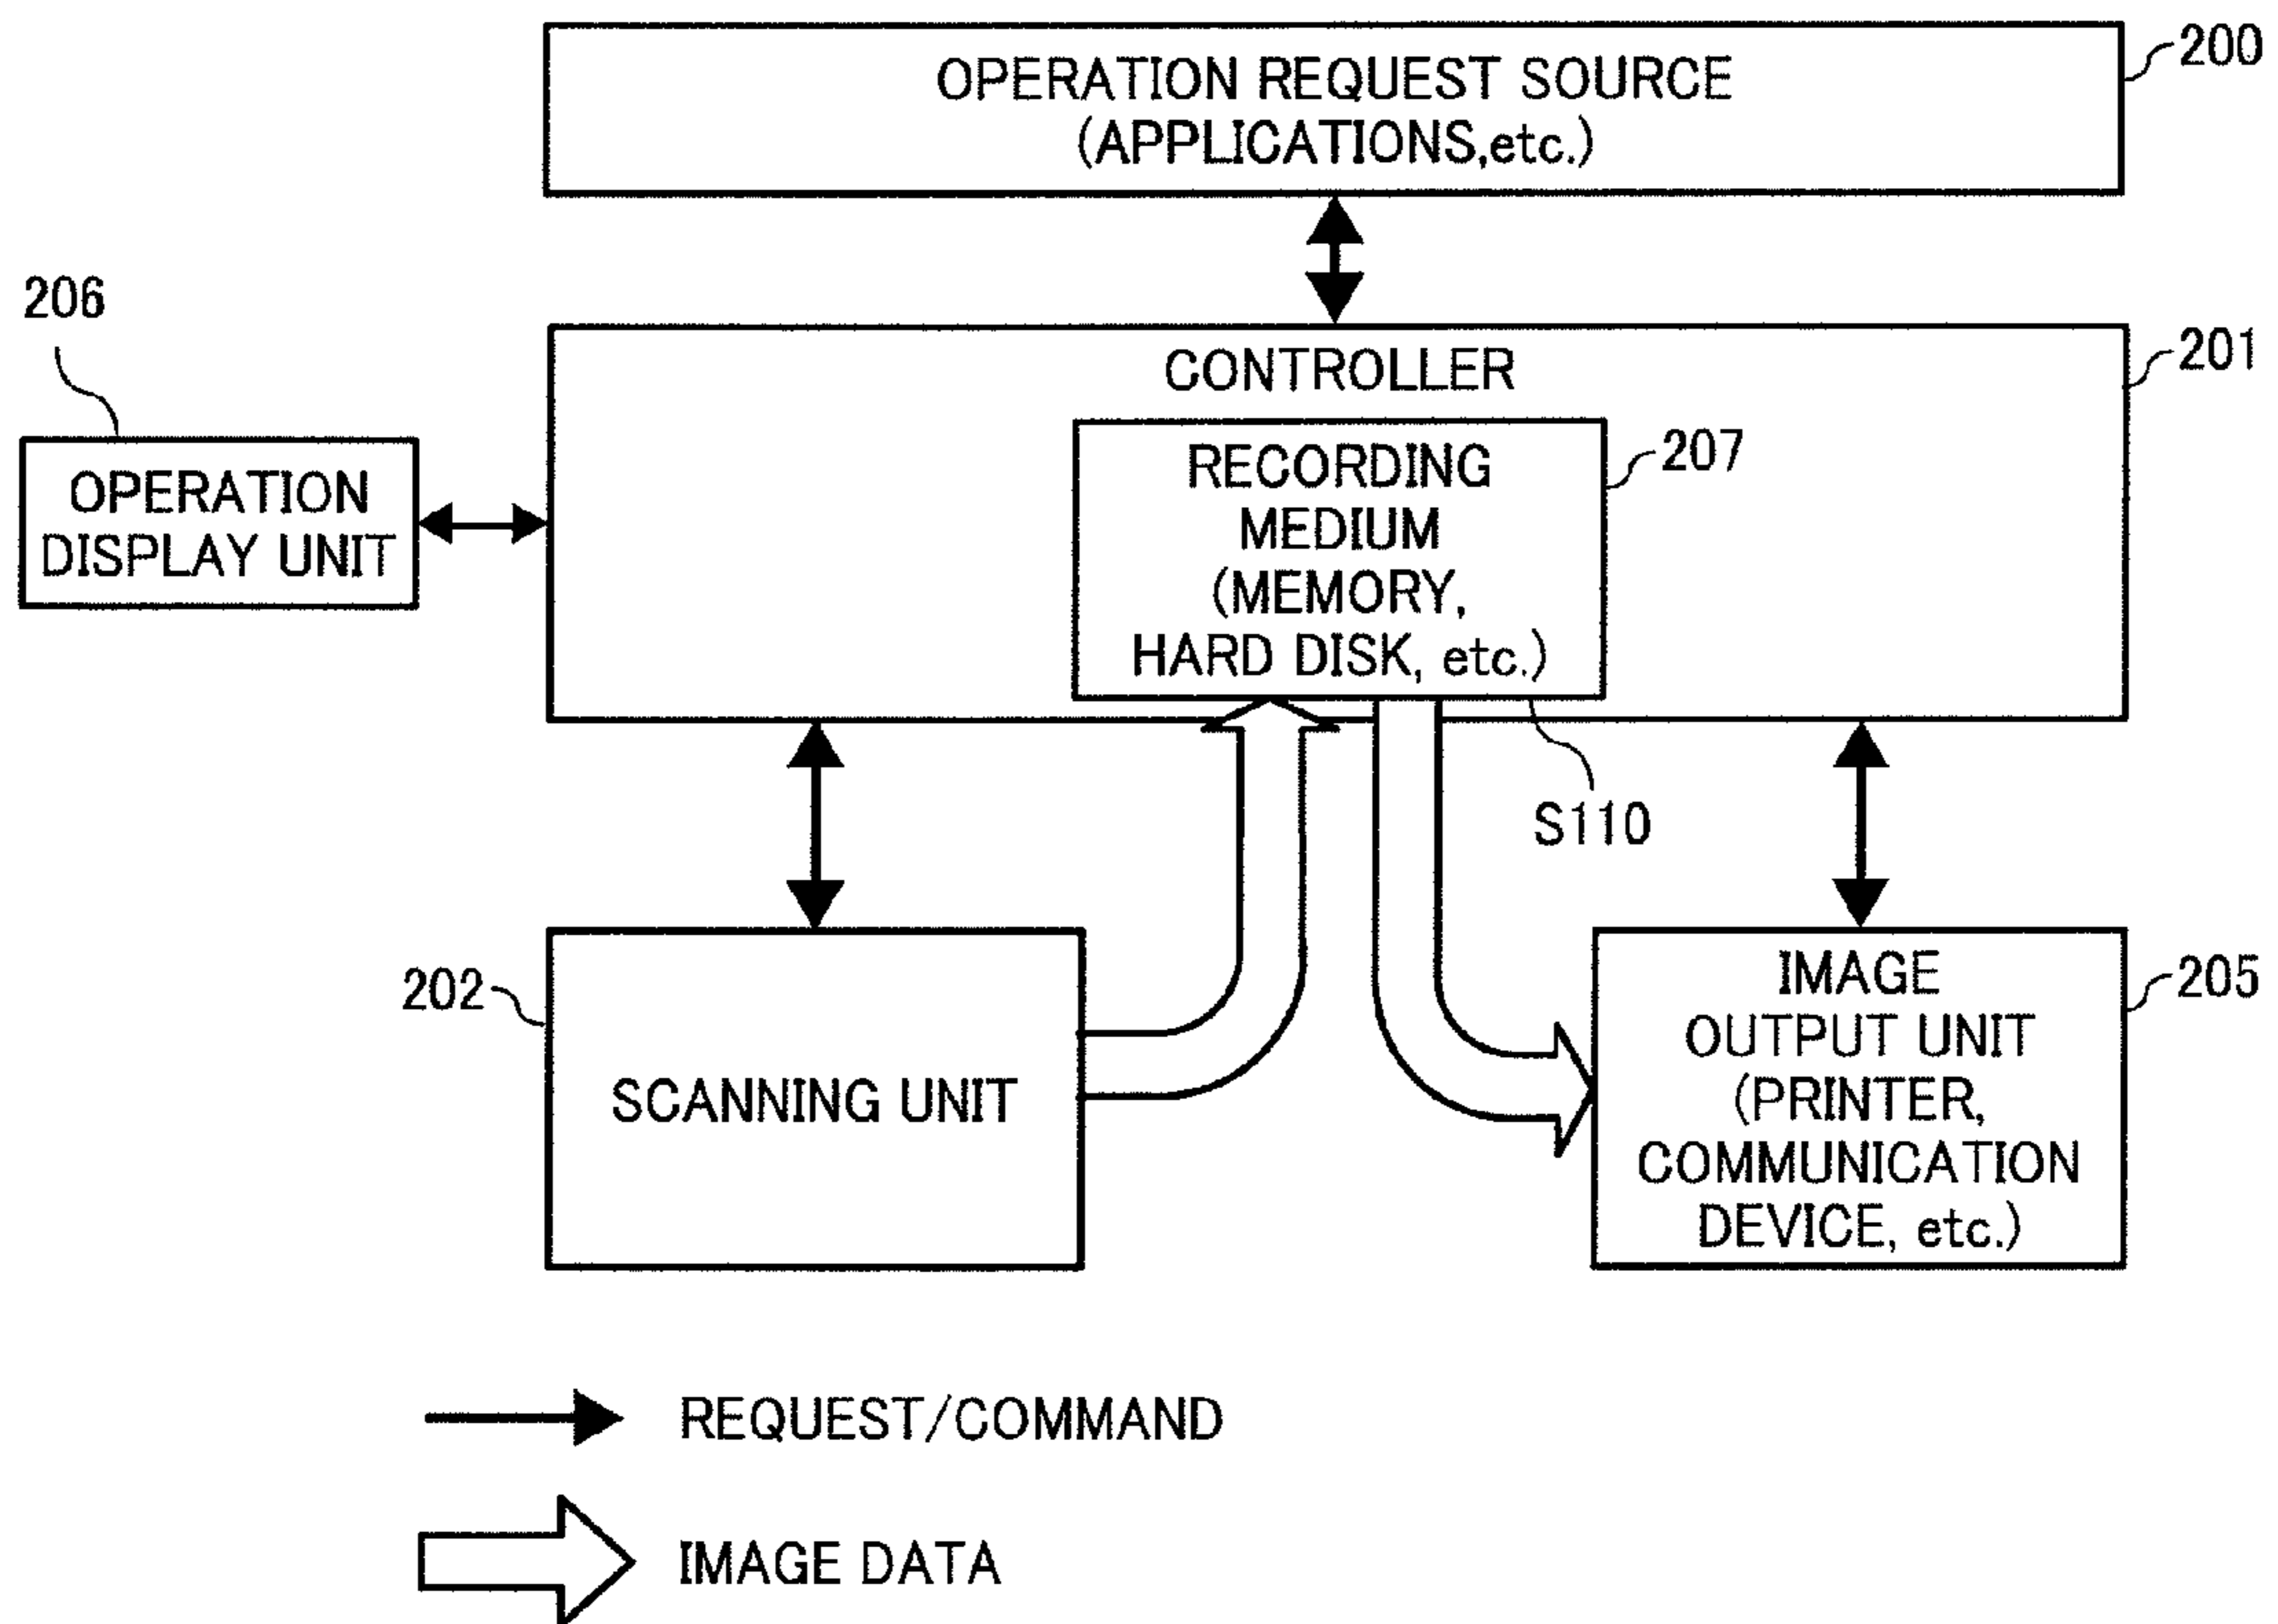 200
OPERATION REQUEST SOURCE
(APPLICATIONS,etc.)
206
201
CONTROLLER
207
RECORDING
MEDIUM
(MEMORY,
HARD DISK, etc.)
OPERATION
DISPLAY UNIT
S110
202
SCANNING UNIT
205
IMAGE
OUTPUT UNIT
(PRINTER,
COMMUNICATION
DEVICE, etc.)
REQUEST/COMMAND
IMAGE DATA